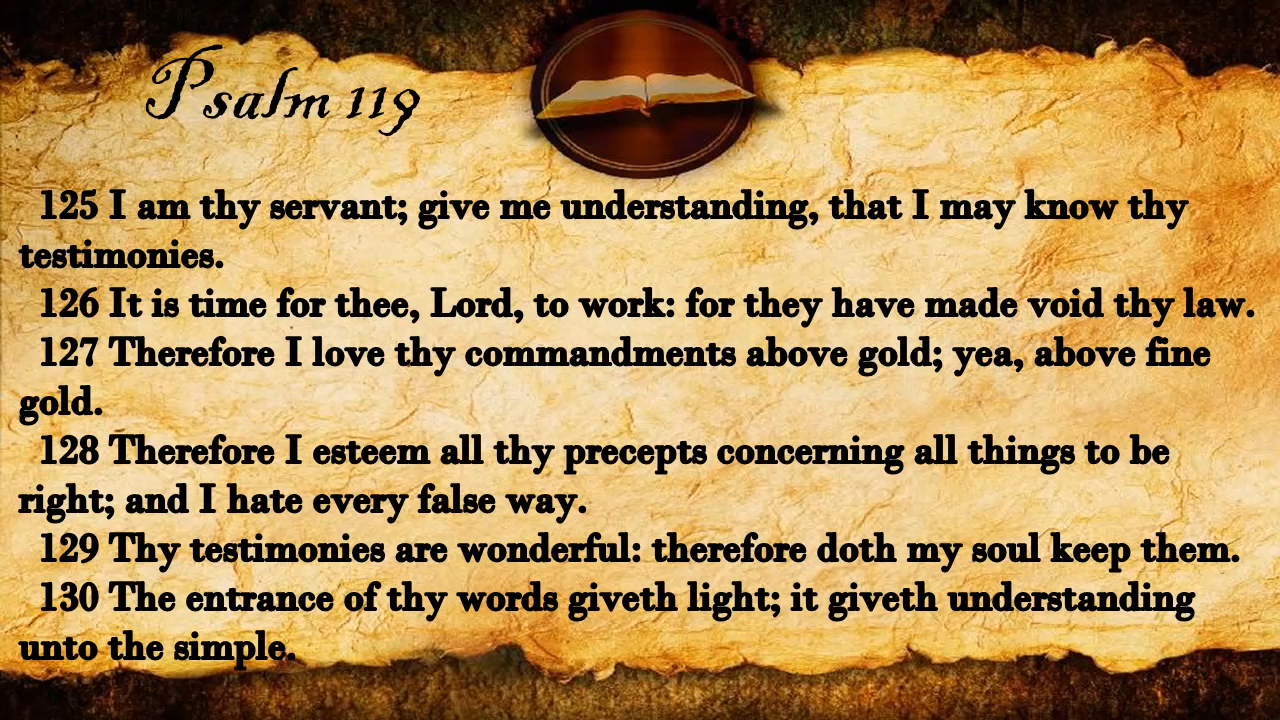 Psalm 119
125 I am thy servant; give me understanding, that I may know thy
testimonies.
126 It is time for thee, Lord, to work: for they have made void thy law.
127 Therefore I love thy commandments above gold; yea, above fine
gold.
128 Therefore I esteem all thy precepts concerning all things to be
right; and I hate every false way.
129 Thy testimonies are wonderful: therefore doth my soul keep them.
130 The entrance of thy words giveth light; it giveth understanding
unto the simple.